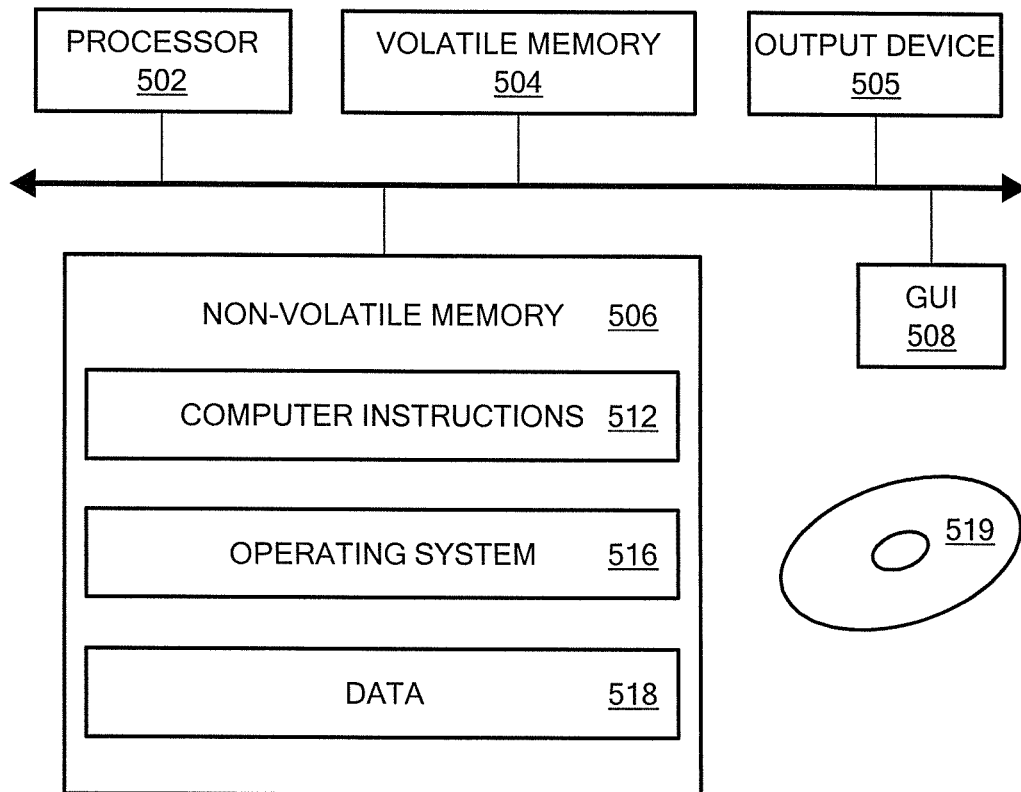 PROCESSOR
502
VOLATILE MEMORY
504
OUTPUT DEVICE
505
NON-VOLATILE MEMORY 506
GUI
508
COMPUTER INSTRUCTIONS 512
OPERATING SYSTEM 516
519
DATA 518